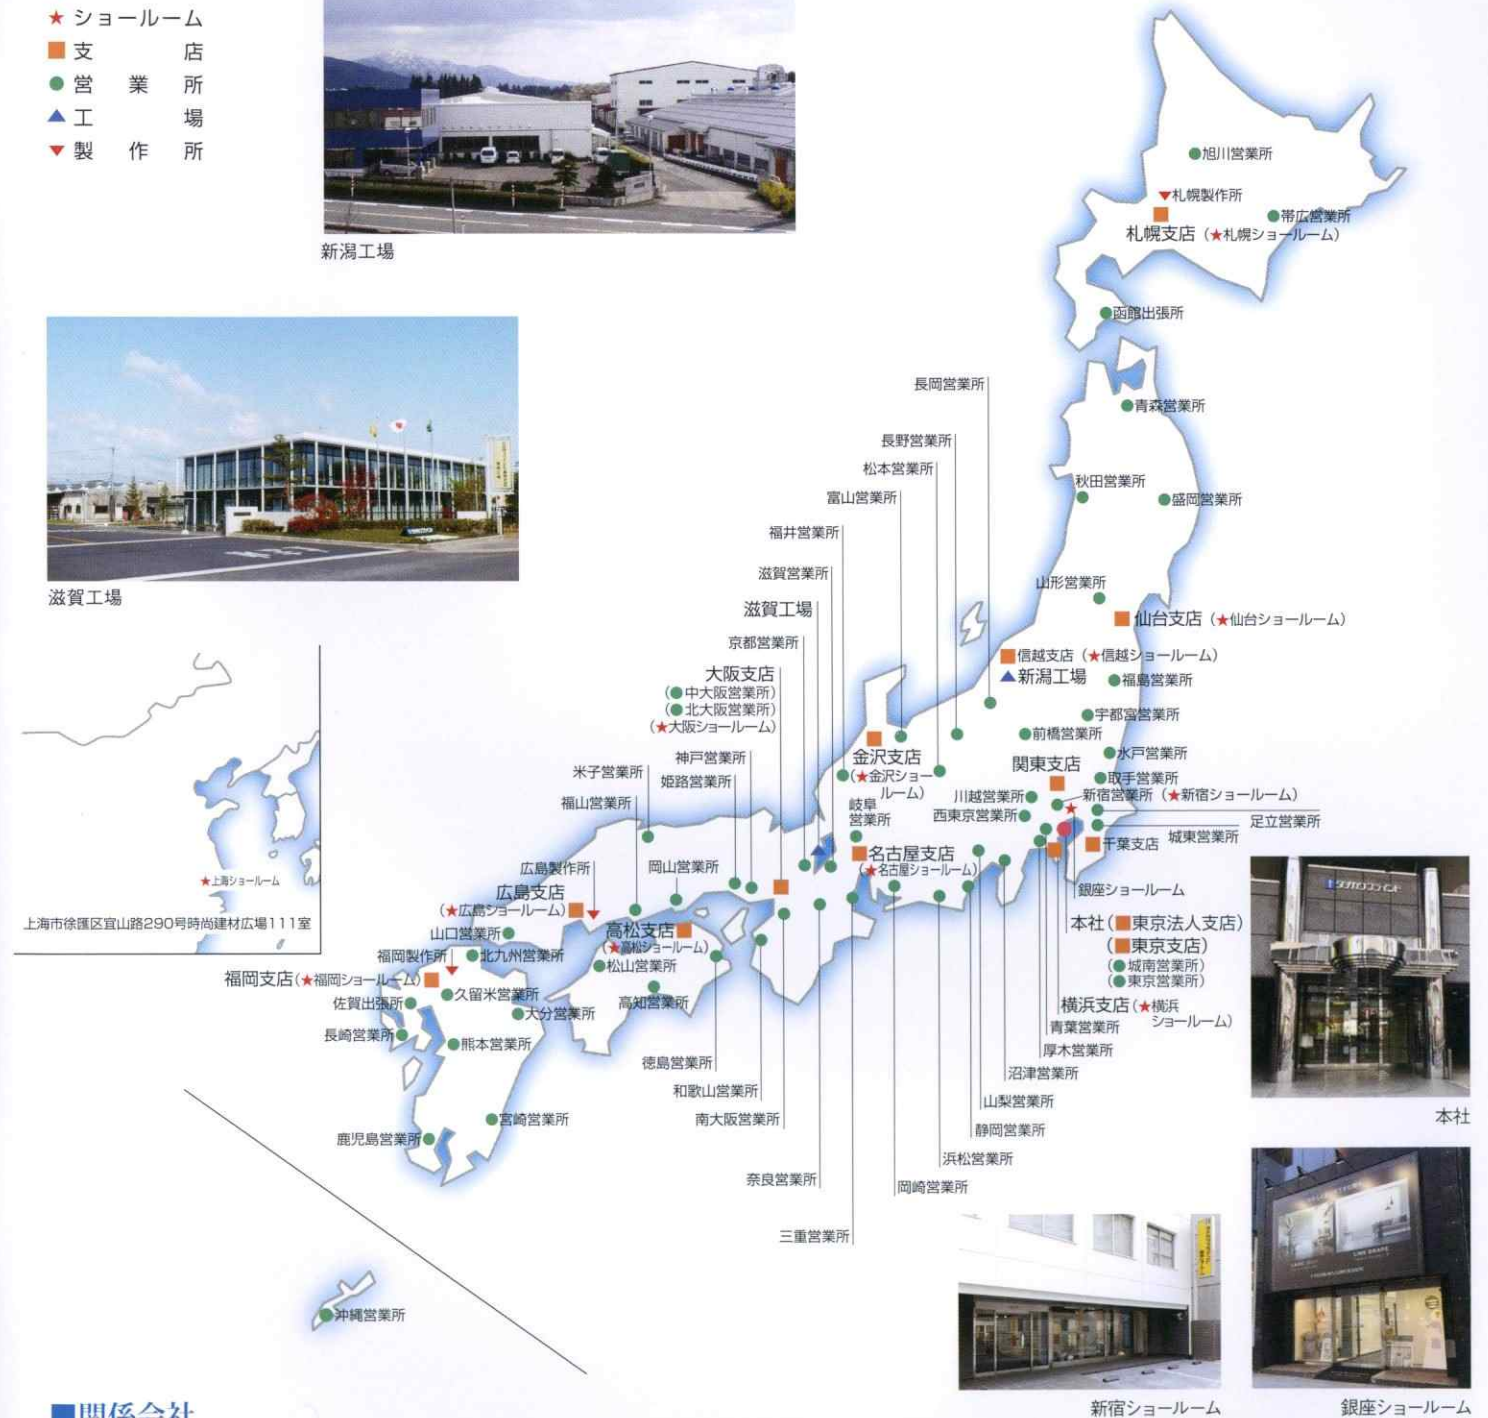 ★ショールーム
■支店
●営業所
▲工場
▼製作所
新潟工場
滋賀工場
旭川営業所
▼札幌製作所
帯広営業所
札幌支店（★札幌ショールーム）
函館出張所
長岡営業所
青森営業所
長野営業所
松本営業所
秋田営業所
富山営業所
盛岡営業所
福井営業所
滋賀営業所
山形営業所
滋賀工場
仙台支店（★仙台ショールーム）
京都営業所
■信越支店（★信越ショールーム）
▲新潟工場
大阪支店
（●中大阪営業所）
（●北大阪営業所）
（★大阪ショールーム）
福島営業所
宇都宮営業所
前橋営業所
水戸営業所
金沢支店
（★金沢ショー
ルーム）
関東支店
神戸営業所
米子営業所
姫路営業所
取手営業所
川越営業所
新宿営業所（★新宿ショールーム）
福山営業所
岐阜
営業所
西東京営業所
足立営業所
城東営業所
千葉支店
名古屋支店
（★名古屋ショールーム）
広島製作所
岡山営業所
銀座ショールーム
広島支店
（★広島ショールーム）
★上海ショールーム
上海市徐匯区宜山路290号時尚建材広場111室
高松支店
（★高松ショールーム）
山口営業所
本社（■東京法人支店）
（■東京支店）
（●城南営業所）
（●東京営業所）
福岡製作所
北九州営業所
松山営業所
福岡支店（★福岡ショールーム）
久留米営業所
高知営業所
佐賀出張所
大分営業所
横浜支店（★横浜
ショールーム）
青葉営業所
長崎営業所
熊本営業所
厚木営業所
徳島営業所
沼津営業所
和歌山営業所
山梨営業所
南大阪営業所
宮崎営業所
静岡営業所
鹿児島営業所
浜松営業所
奈良営業所
岡崎営業所
三重営業所
本社
沖縄営業所
新宿ショールーム
銀座ショールーム
■関係会社